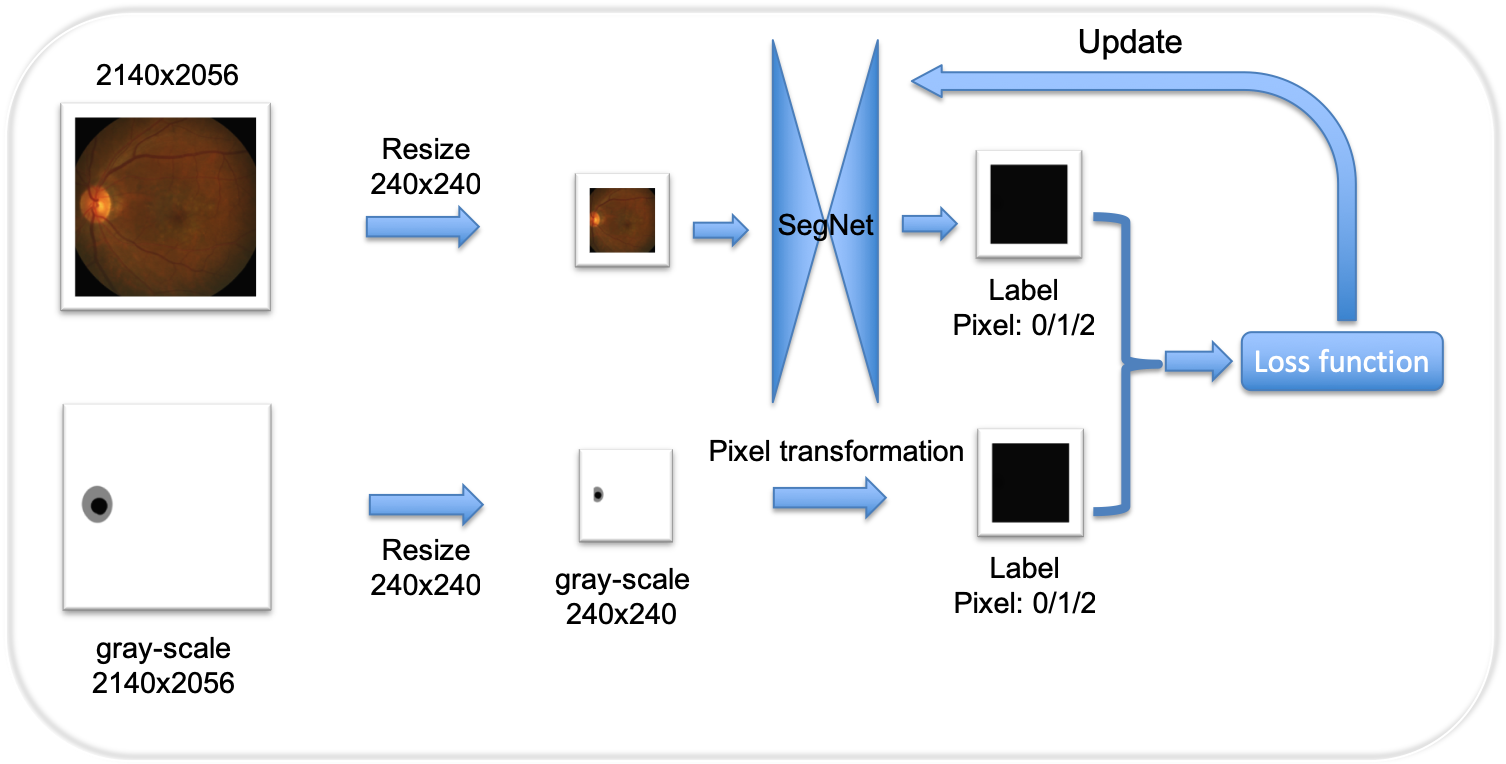 2140x2056
Resize
240x240
SegNet
Update
Label
Pixel: 0/1/2
Loss function
gray-scale
2140x2056
Resize
240x240
gray-scale
240x240
Pixel transformation
Label
Pixel: 0/1/2